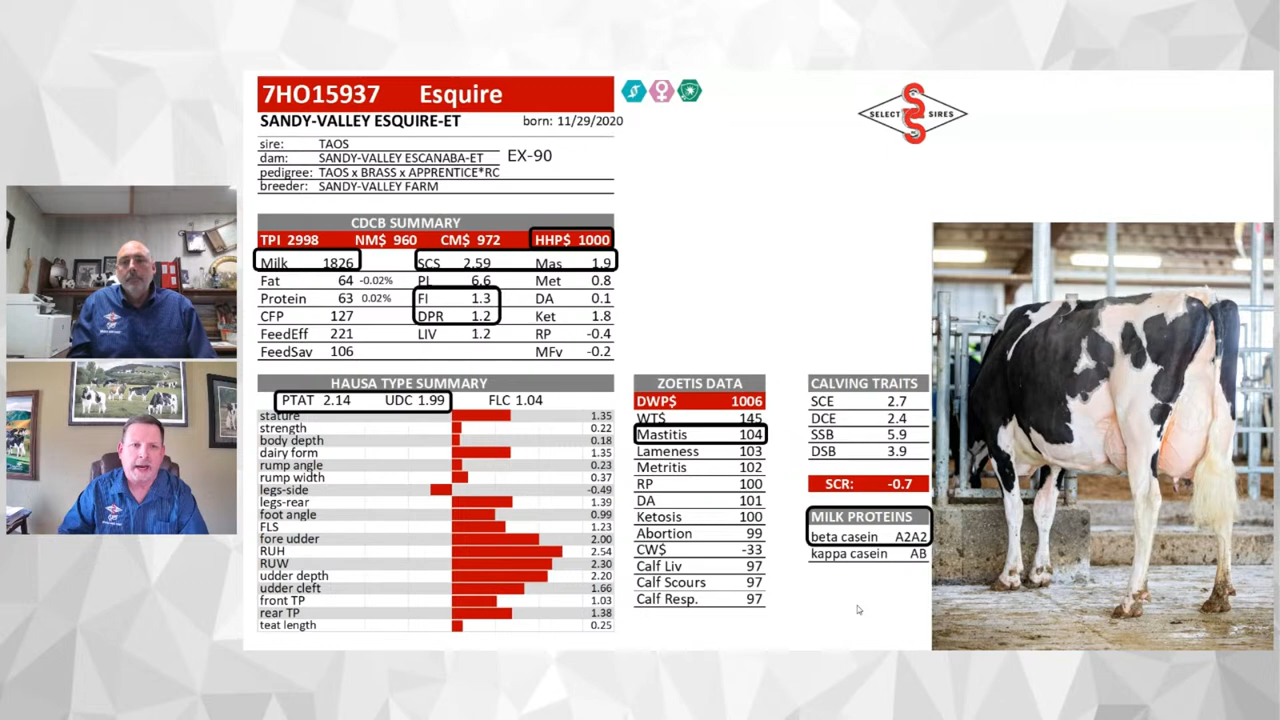 7HO15937 Esquire
SANDY-VALLEY ESQUIRE-ET born: 11/29/2020
sire: TAOS
dam: SANDY-VALLEY ESCANABA-ET EX-90
pedigree: TAOS x BRASS x APPRENTICE*RC
breeder: SANDY-VALLEY FARM
SELECT SIRES
CDCB SUMMARY
TPI 2998 NM$ 960 CM$ 972 HHP$ 1000
Milk 1826 SCS 2.59 Mas 1.9
Fat 64 -0.02% PL 6.6 Met 0.8
Protein 63 0.02% FI 1.3 DA 0.1
CFP 127 DPR 1.2 Ket 1.8
FeedEff 221 LIV 1.2 RP -0.4
FeedSav 106 MFv -0.2
HAUSA TYPE SUMMARY
PTAT 2.14 UDC 1.99 FLC 1.04
stature 1.35
strength 0.22
body depth 0.18
dairy form 1.35
rump angle 0.23
rump width 0.37
legs-side -0.49
legs-rear 1.39
foot angle 0.99
FLS 1.23
fore udder 2.00
RUH 2.54
RUW 2.30
udder depth 2.20
udder cleft 1.66
front TP 1.03
rear TP 1.38
teat length 0.25
ZOETIS DATA
DWP$ 1006
WT$ 145
Mastitis 104
Lameness 103
Metritis 102
RP 100
DA 101
Ketosis 100
Abortion 99
CW$ -33
Calf Liv 97
Calf Scours 97
Calf Resp. 97
CALVING TRAITS
SCE 2.7
DCE 2.4
SSB 5.9
DSB 3.9
SCR: -0.7
MILK PROTEINS
beta casein A2A2
kappa casein AB